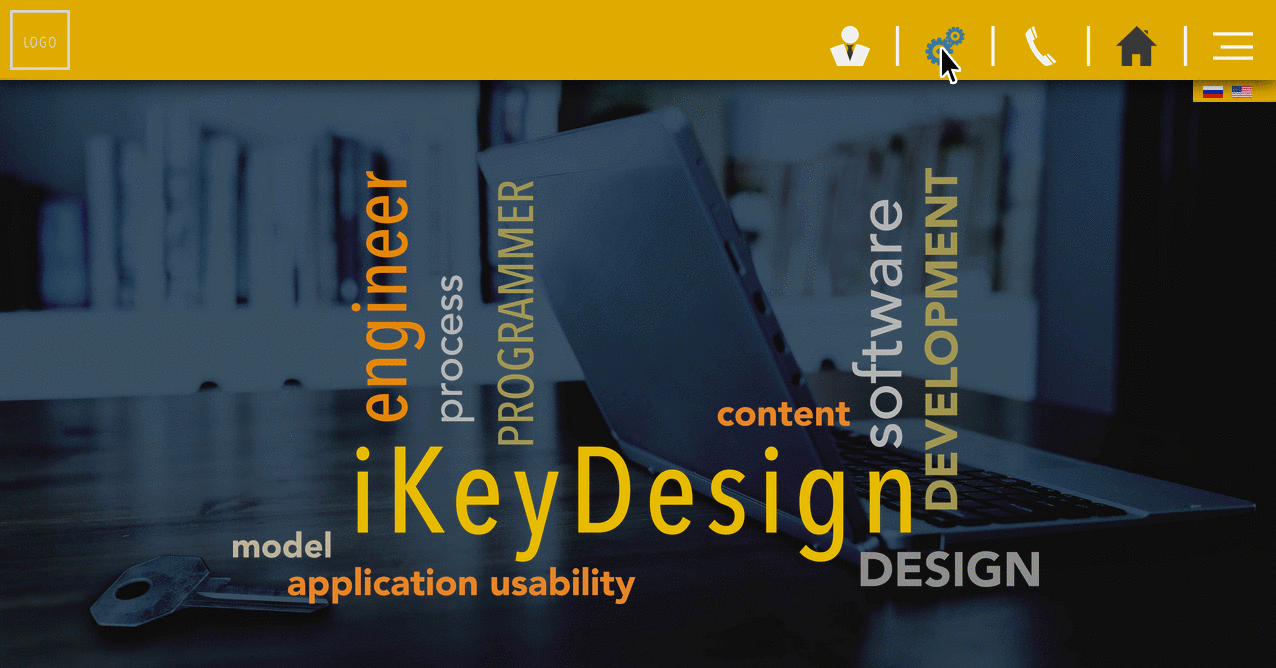 LOGO
engineer
process
PROGRAMMER
software
DEVELOPMENT
content
iKeyDesign
model
DESIGN
application usability